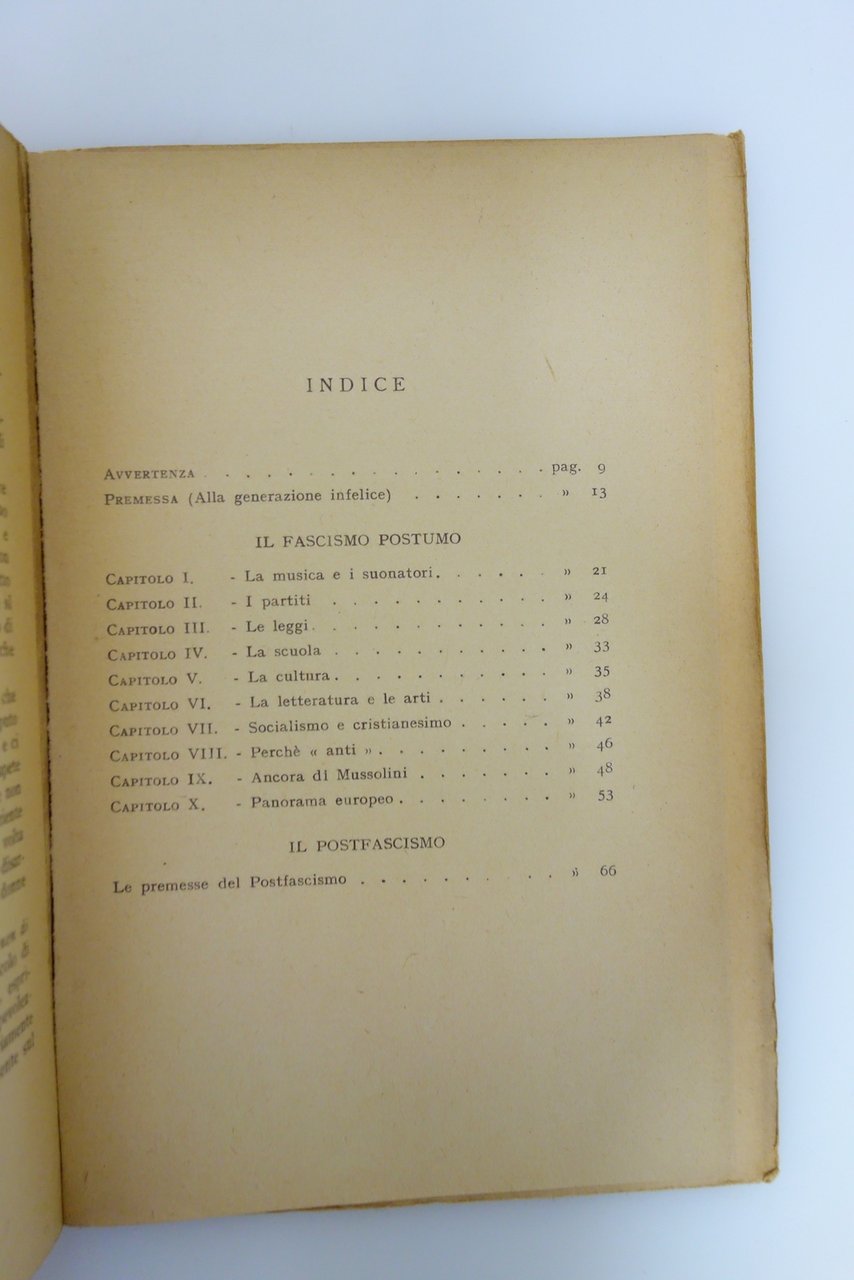 INDICE
AVVERTENZA . . . . . . . . . . . . . . . . . pag. 9
PREMESSA (Alla generazione infelice) . . . . . . . » 13
IL FASCISMO POSTUMO
CAPITOLO I. - La musica e i suonatori. . . . . . » 21
CAPITOLO II. - I partiti . . . . . . . . . . . » 24
CAPITOLO III. - Le leggi. . . . . . . . . . . . » 28
CAPITOLO IV. - La scuola . . . . . . . . . . . » 33
CAPITOLO V. - La cultura. . . . . . . . . . . » 35
CAPITOLO VI. - La letteratura e le arti . . . . . . » 38
CAPITOLO VII. - Socialismo e cristianesimo . . . . . » 42
CAPITOLO VIII. - Perchè « anti » . . . . . . . . . » 46
CAPITOLO IX. - Ancora di Mussolini . . . . . . . » 48
CAPITOLO X. - Panorama europeo . . . . . . . . » 53
IL POSTFASCISMO
Le premesse del Postfascismo . . . . . . . . . . » 66